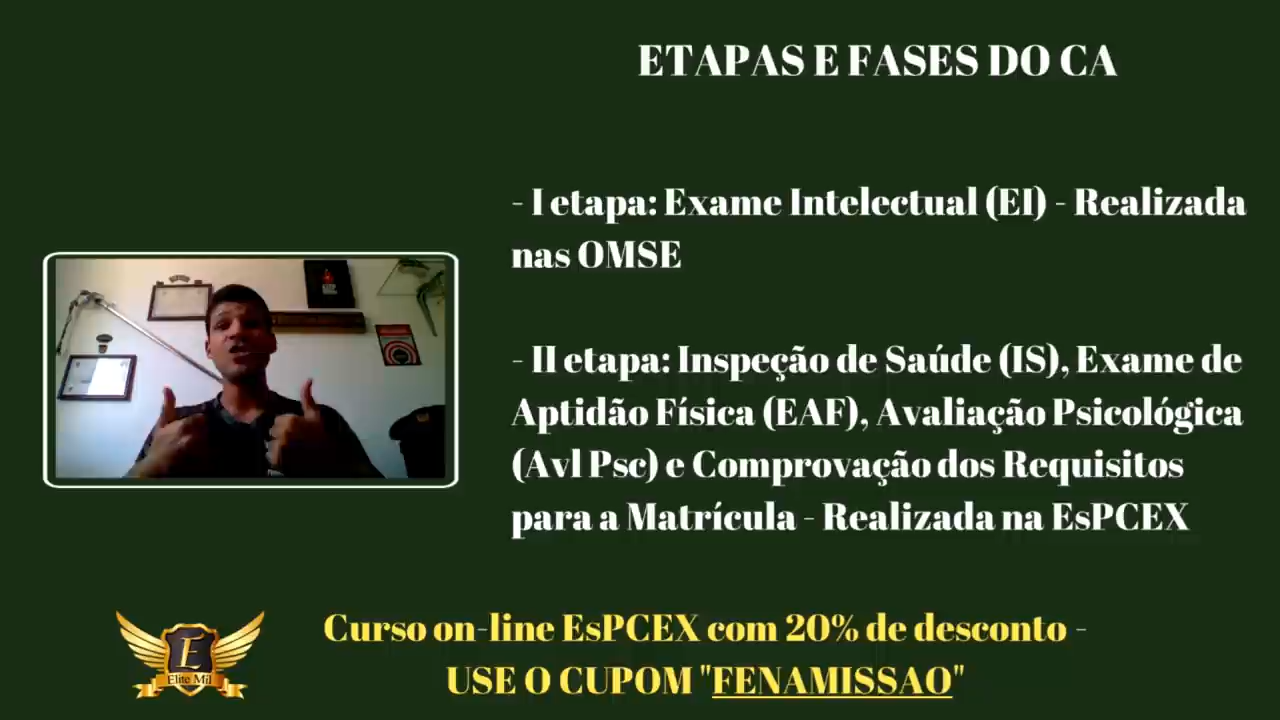 ETAPAS E FASES DO CA
- I etapa: Exame Intelectual (EI) - Realizada
nas OMSE
- II etapa: Inspeção de Saúde (IS), Exame de
Aptidão Física (EAF), Avaliação Psicológica
(Avl Psc) e Comprovação dos Requisitos
para a Matrícula - Realizada na EsPCEX
E
Elite Mil
Curso on-line EsPCEX com 20% de desconto -
USE O CUPOM "FENAMISSAO"